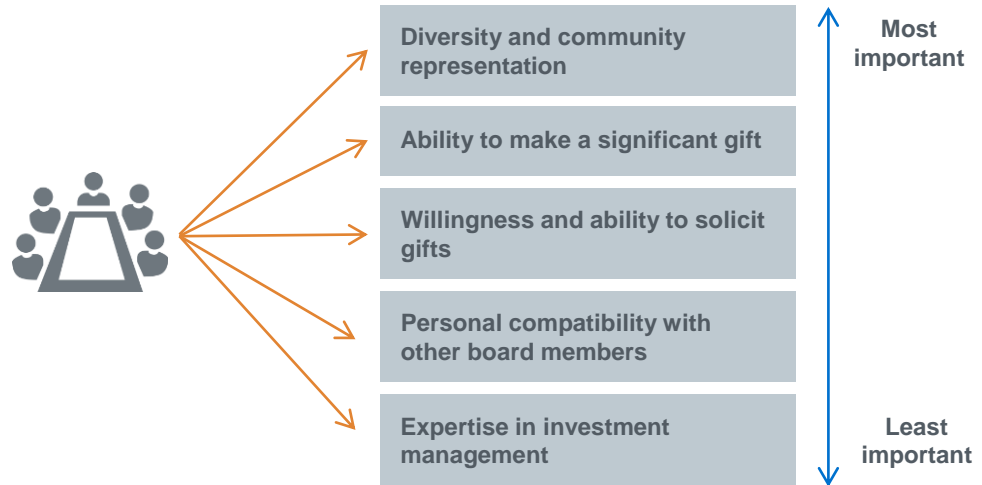 Diversity and community
representation
Most
important
Ability to make a significant gift
Willingness and ability to solicit
gifts
Personal compatibility with
other board members
Expertise in investment
management
Least
important